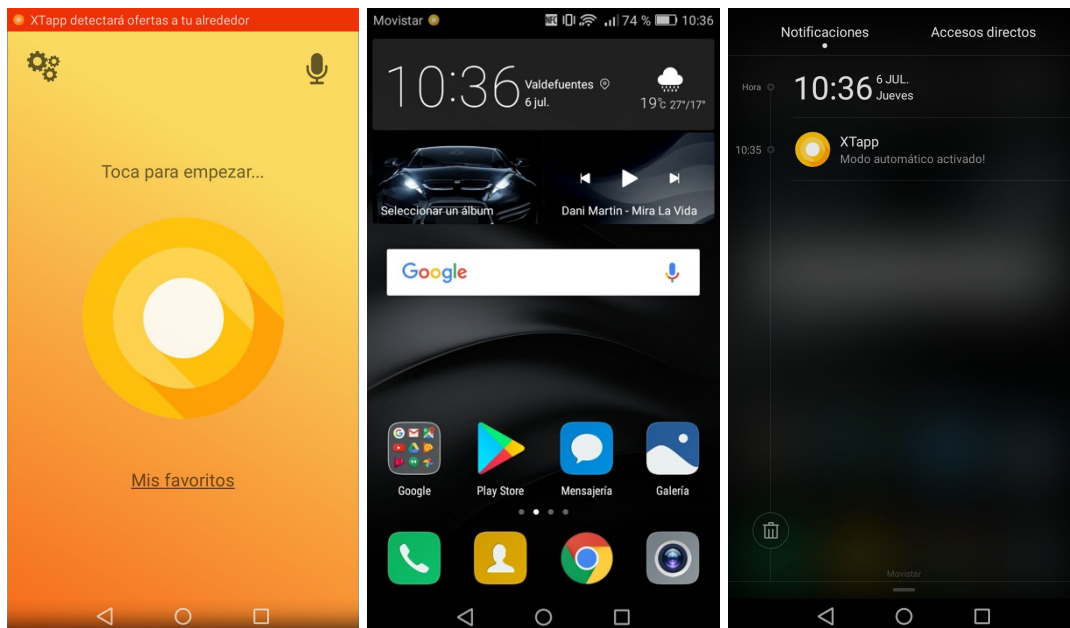 XTapp detectará ofertas a tu alrededor
Toca para empezar...
Mis favoritos
Movistar
NFC
74 %
10:36
10:36
Valdefuentes
6 jul.
19°c 27°/17°
Seleccionar un álbum
Dani Martin - Mira La Vida
Google
Google
Play Store
Mensajería
Galería
Notificaciones
Accesos directos
Hora
10:36
6 JUL.
Jueves
10:35
XTapp
Modo automático activado!
Movistar